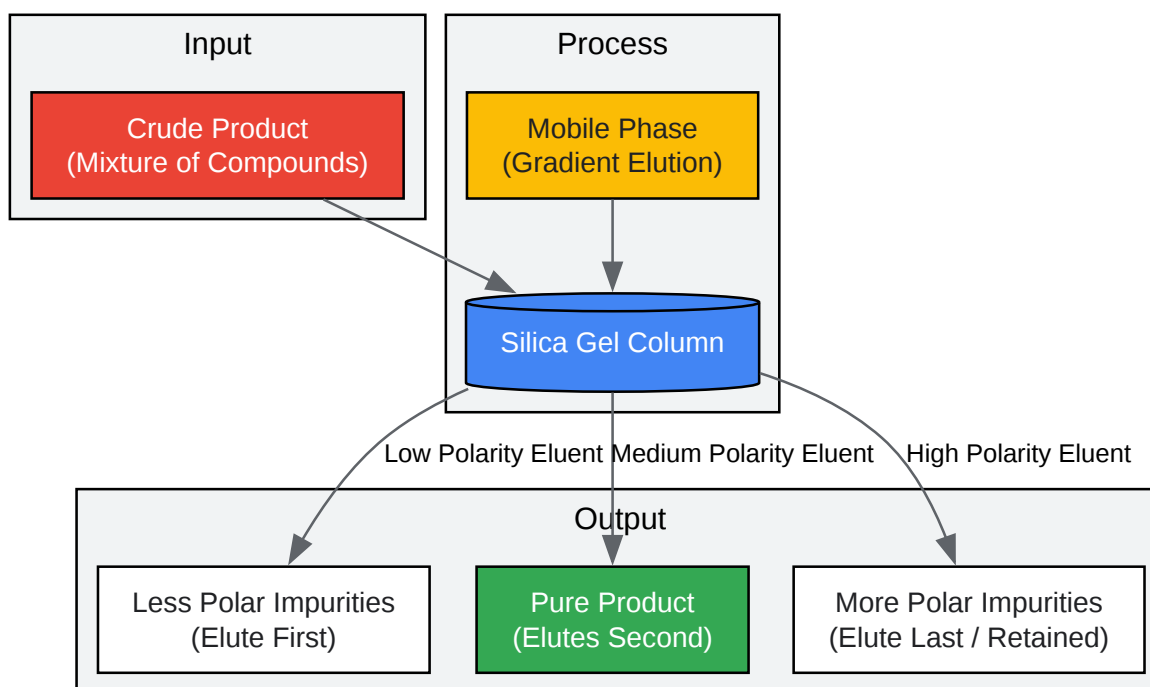 Input
Process
Crude Product
(Mixture of Compounds)
Mobile Phase
(Gradient Elution)
Silica Gel Column
Low Polarity Eluent
Medium Polarity Eluent
High Polarity Eluent
Output
Less Polar Impurities
(Elute First)
Pure Product
(Elutes Second)
More Polar Impurities
(Elute Last / Retained)